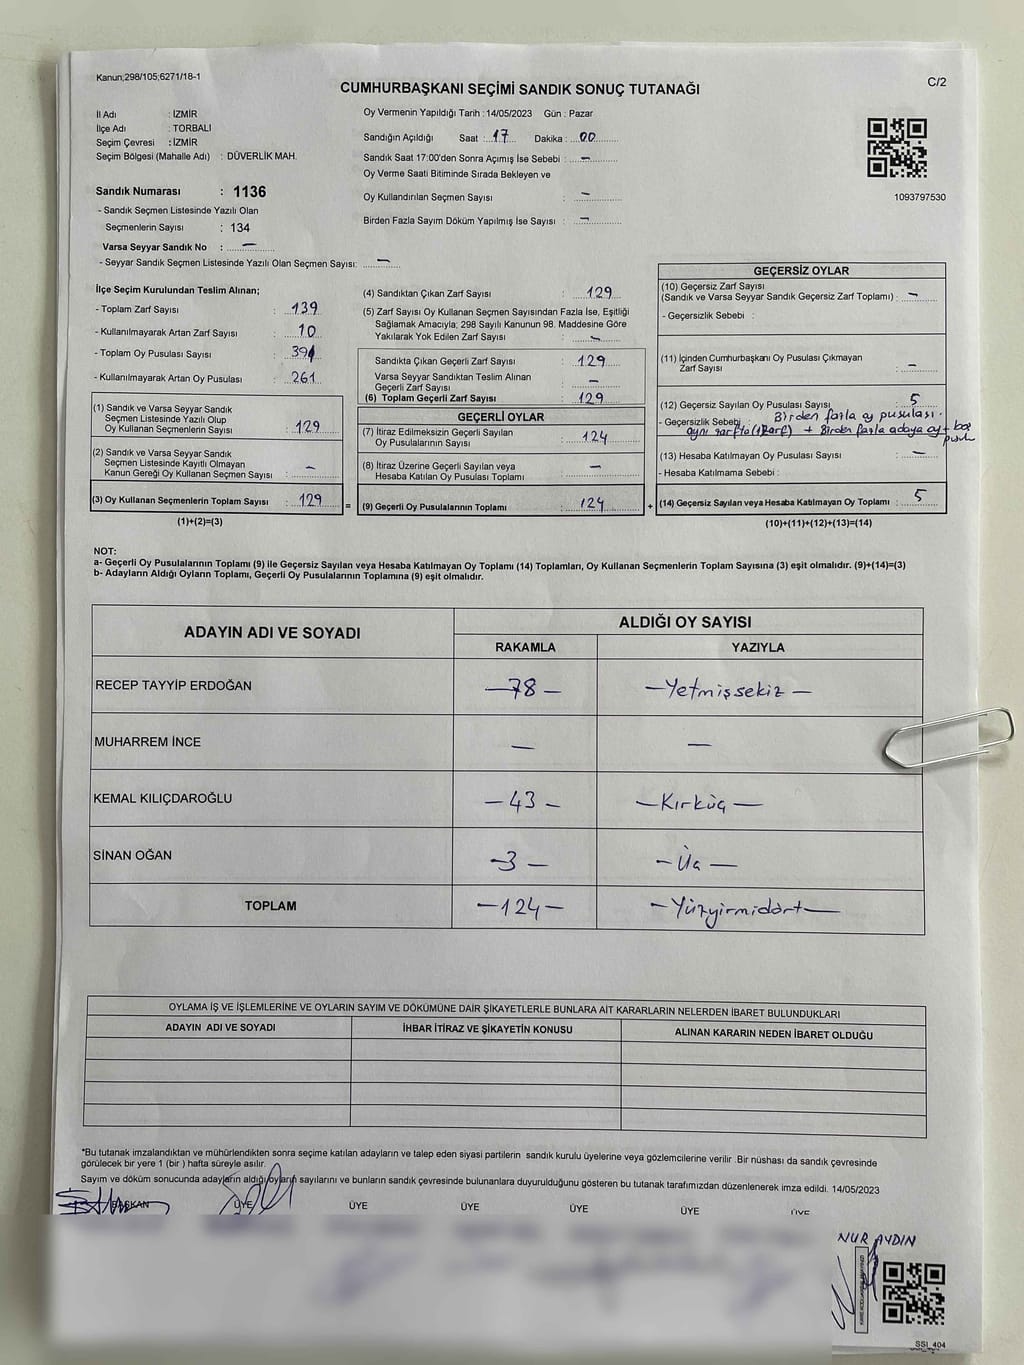 Kanun;298/105;6271/18-1
CUMHURBAŞKANI SEÇİMİ SANDIK SONUÇ TUTANAĞI
C/2
İl Adı : İZMİR
İlçe Adı : TORBALI
Seçim Çevresi : İZMİR
Seçim Bölgesi (Mahalle Adı) : DÜVERLİK MAH.
Sandık Numarası : 1136
- Sandık Seçmen Listesinde Yazılı Olan
Seçmenlerin Sayısı : 134
Varsa Seyyar Sandık No : —
- Seyyar Sandık Seçmen Listesinde Yazılı Olan Seçmen Sayısı: —
Oy Vermenin Yapıldığı Tarih : 14/05/2023 Gün : Pazar
Sandığın Açıldığı Saat : 17 Dakika : 00
Sandık Saat 17:00'den Sonra Açımış İse Sebebi : —
Oy Verme Saati Bitiminde Sırada Bekleyen ve
Oy Kullandırılan Seçmen Sayısı : —
Birden Fazla Sayım Döküm Yapılmış İse Sayısı : —
1093797530
İlçe Seçim Kurulundan Teslim Alınan;
- Toplam Zarf Sayısı : 139
- Kullanılmayarak Artan Zarf Sayısı : 10
- Toplam Oy Pusulası Sayısı :
- Kullanılmayarak Artan Oy Pusulası : 261
(1) Sandık ve Varsa Seyyar Sandık
Seçmen Listesinde Yazılı Olup
Oy Kullanan Seçmenlerin Sayısı : 129
(2) Sandık ve Varsa Seyyar Sandık
Seçmen Listesinde Kayıtlı Olmayan
Kanun Gereği Oy Kullanan Seçmen Sayısı : —
(3) Oy Kullanan Seçmenlerin Toplam Sayısı : 129
(1)+(2)=(3)
=
(4) Sandıktan Çıkan Zarf Sayısı : 129
(5) Zarf Sayısı Oy Kullanan Seçmen Sayısından Fazla İse, Eşitliği
Sağlamak Amacıyla; 298 Sayılı Kanunun 98. Maddesine Göre
Yakılarak Yok Edilen Zarf Sayısı : —
Sandıkta Çıkan Geçerli Zarf Sayısı : 129
Varsa Seyyar Sandıktan Teslim Alınan
Geçerli Zarf Sayısı : —
(6) Toplam Geçerli Zarf Sayısı : 129
GEÇERLİ OYLAR
(7) İtiraz Edilmeksizin Geçerli Sayılan
Oy Pusulalarının Sayısı : 124
(8) İtiraz Üzerine Geçerli Sayılan veya
Hesaba Katılan Oy Pusulaları Toplamı : —
(9) Geçerli Oy Pusulalarının Toplamı : 124
+
GEÇERSİZ OYLAR
(10) Geçersiz Zarf Sayısı
(Sandık ve Varsa Seyyar Sandık Geçersiz Zarf Toplamı) : —
- Geçersizlik Sebebi :
(11) İçinden Cumhurbaşkanı Oy Pusulası Çıkmayan
Zarf Sayısı : —
(12) Geçersiz Sayılan Oy Pusulası Sayısı : 5
- Geçersizlik Sebebi : Birden fazla oy pusulası.
aynı zarfta (1 zarf) + Birden fazla adaya oy + boş
pusula
(13) Hesaba Katılmayan Oy Pusulası Sayısı : —
- Hesaba Katılmama Sebebi :
(14) Geçersiz Sayılan veya Hesaba Katılmayan Oy Toplamı : 5
(10)+(11)+(12)+(13)=(14)
NOT:
a- Geçerli Oy Pusulalarının Toplamı (9) ile Geçersiz Sayılan veya Hesaba Katılmayan Oy Toplamı (14) Toplamları, Oy Kullanan Seçmenlerin Toplam Sayısına (3) eşit olmalıdır. (9)+(14)=(3)
b- Adayların Aldığı Oyların Toplamı, Geçerli Oy Pusulalarının Toplamına (9) eşit olmalıdır.
ADAYIN ADI VE SOYADI
ALDIĞI OY SAYISI
RAKAMLA YAZIYLA
RECEP TAYYİP ERDOĞAN —78— —Yetmişsekiz—
MUHARREM İNCE — —
KEMAL KILIÇDAROĞLU —43— —Kırküç—
SİNAN OĞAN —3— —Üç—
TOPLAM —124— —Yüzyirmidört—
OYLAMA İŞ VE İŞLEMLERİNE VE OYLARIN SAYIM VE DÖKÜMÜNE DAİR ŞİKAYETLERLE BUNLARA AİT KARARLARIN NELERDEN İBARET BULUNDUKLARI
ADAYIN ADI VE SOYADI İHBAR İTİRAZ VE ŞİKAYETİN KONUSU ALINAN KARARIN NEDEN İBARET OLDUĞU
*Bu tutanak imzalandıktan ve mühürlendikten sonra seçime katılan adayların ve talep eden siyasi partilerin sandık kurulu üyelerine veya gözlemcilerine verilir .Bir nüshası da sandık çevresinde
görülecek bir yere 1 (bir ) hafta süreyle asılır.
Sayım ve döküm sonucunda adayların aldığı oyların sayılarını ve bunların sandık çevresinde bulunanlara duyurulduğunu gösteren bu tutanak tarafımızdan düzenlenerek imza edildi. 14/05/2023
BAŞKAN ÜYE ÜYE ÜYE ÜYE ÜYE ÜYE
NUR AYDIN
SSI_404